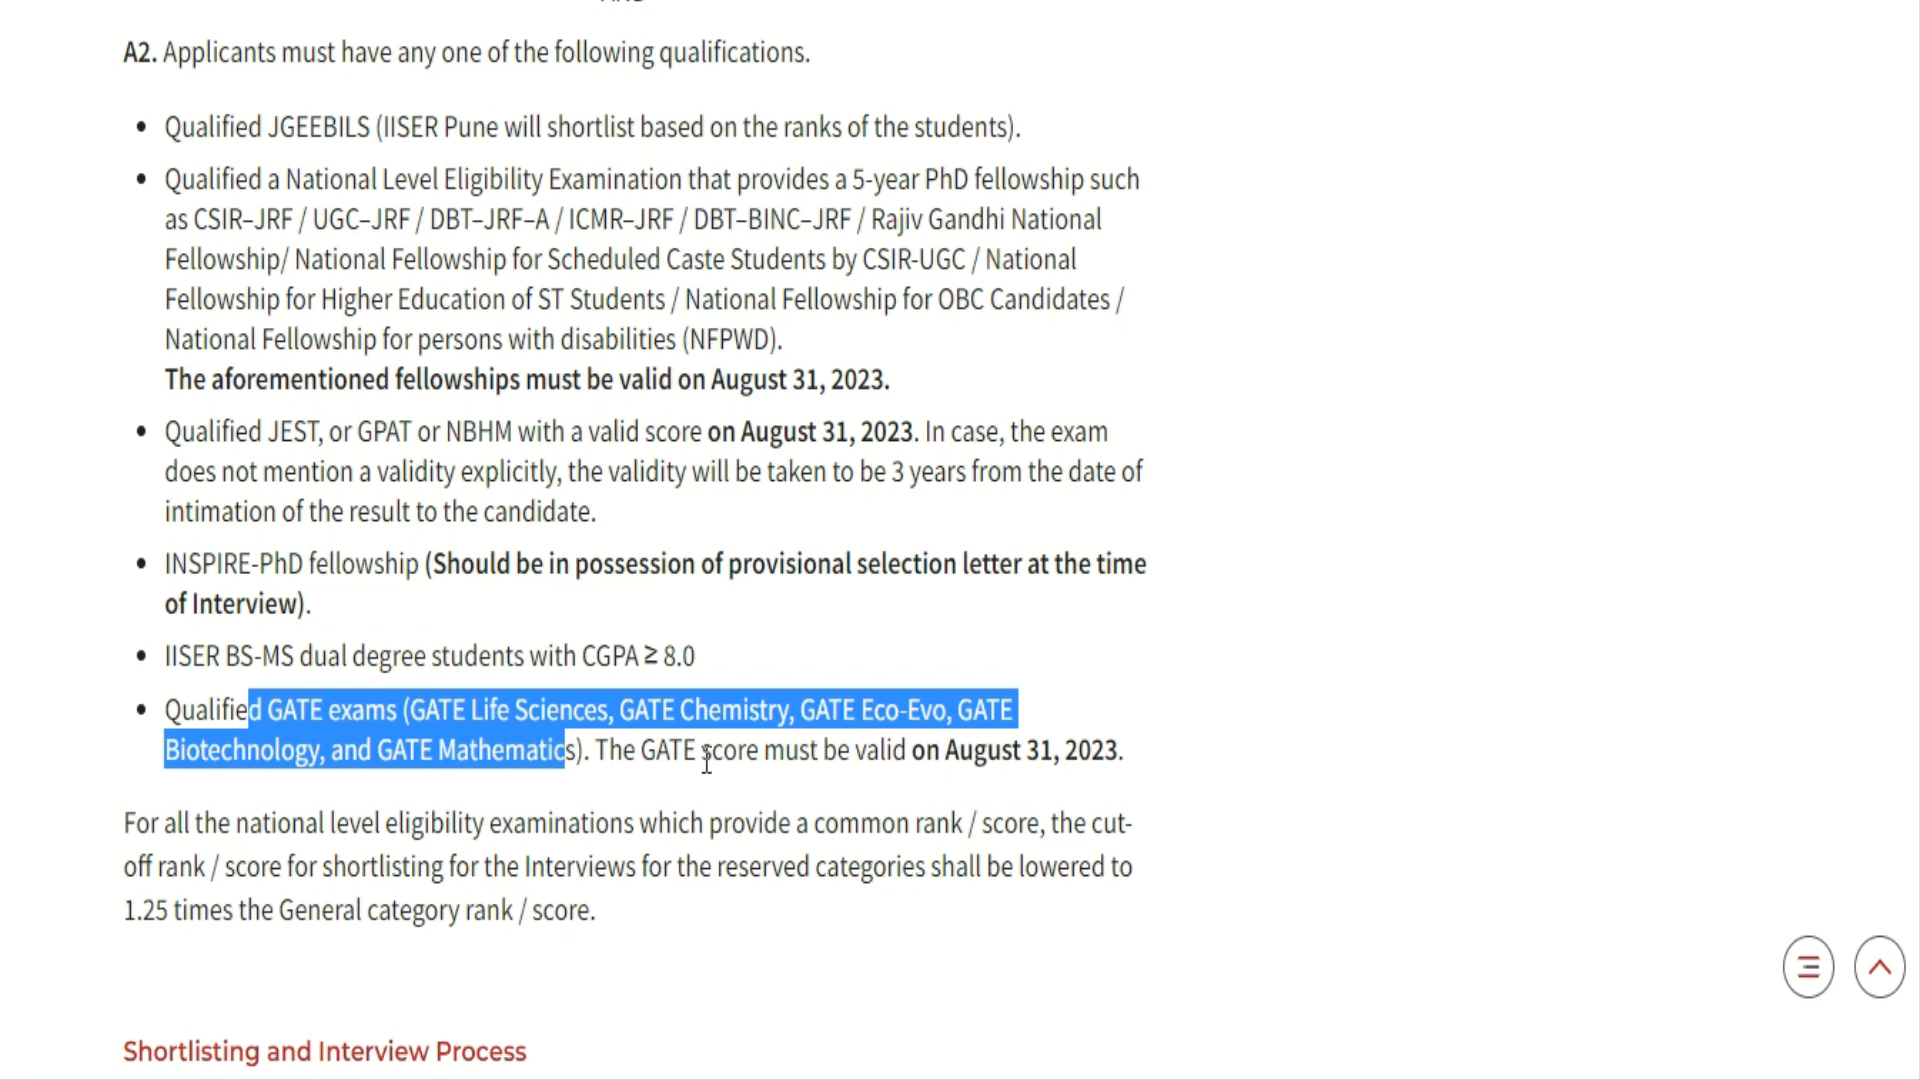 A2. Applicants must have any one of the following qualifications.
• Qualified JGEEBILS (IISER Pune will shortlist based on the ranks of the students).
• Qualified a National Level Eligibility Examination that provides a 5-year PhD fellowship such
as CSIR–JRF / UGC–JRF / DBT–JRF–A / ICMR–JRF / DBT–BINC–JRF / Rajiv Gandhi National
Fellowship/ National Fellowship for Scheduled Caste Students by CSIR-UGC / National
Fellowship for Higher Education of ST Students / National Fellowship for OBC Candidates /
National Fellowship for persons with disabilities (NFPWD).
The aforementioned fellowships must be valid on August 31, 2023.
• Qualified JEST, or GPAT or NBHM with a valid score on August 31, 2023. In case, the exam
does not mention a validity explicitly, the validity will be taken to be 3 years from the date of
intimation of the result to the candidate.
• INSPIRE-PhD fellowship (Should be in possession of provisional selection letter at the time
of Interview).
• IISER BS-MS dual degree students with CGPA ≥ 8.0
• Qualified GATE exams (GATE Life Sciences, GATE Chemistry, GATE Eco-Evo, GATE
Biotechnology, and GATE Mathematics). The GATE score must be valid on August 31, 2023.
For all the national level eligibility examinations which provide a common rank / score, the cut-
off rank / score for shortlisting for the Interviews for the reserved categories shall be lowered to
1.25 times the General category rank / score.
Shortlisting and Interview Process